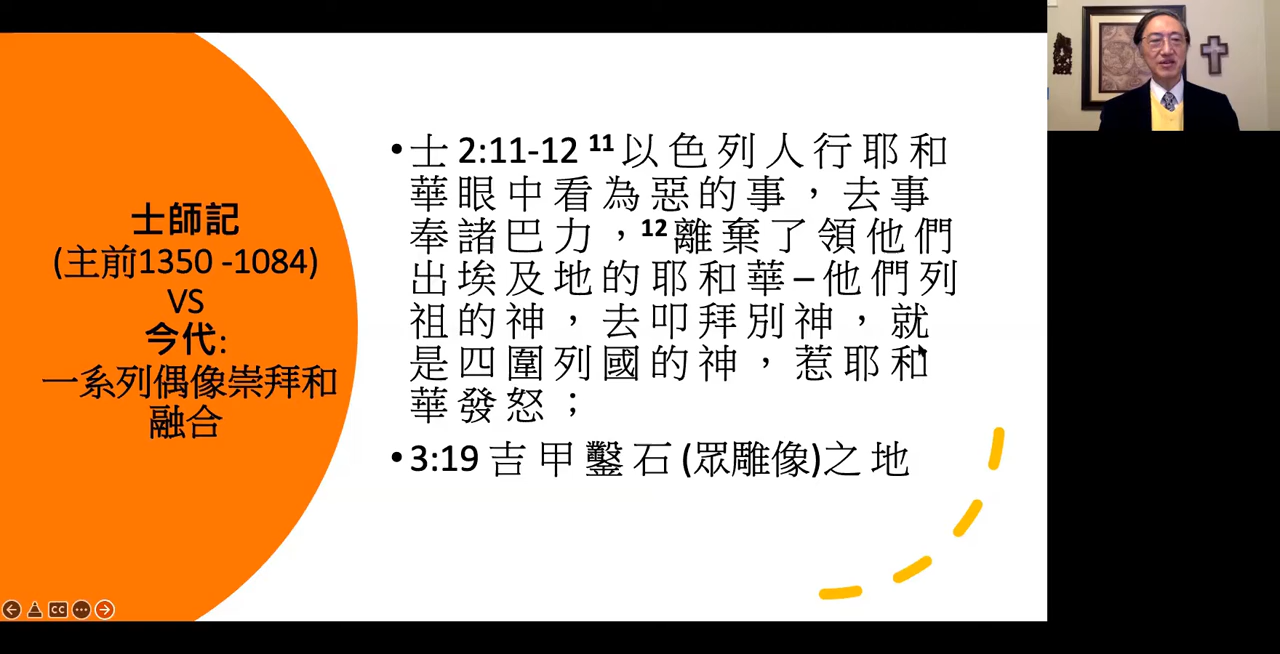 士師記
(主前1350 -1084)
VS
今代:
一系列偶像崇拜和
融合
•士 2:11-12 11 以色列人行耶和
華眼中看為惡的事，去事
奉諸巴力，12離棄了領他們
出埃及地的耶和華–他們列
祖的神，去叩拜別神，就
是四圍列國的神，惹耶和
華發怒；
•3:19 吉甲鑿石(眾雕像)之地
CC